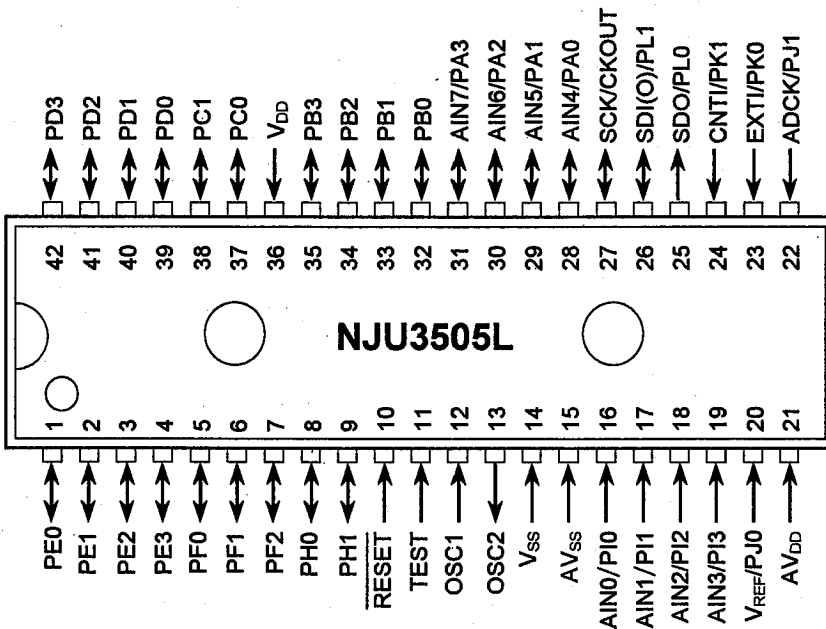 PD3
PD2
PD1
PD0
PC1
PC0
VDD
PB3
PB2
PB1
PB0
AIN7/PA3
AIN6/PA2
AIN5/PA1
AIN4/PA0
SCK/CKOUT
SDI(O)/PL1
SDO/PL0
CNTI/PK1
EXTI/PK0
ADCK/PJ1
42
41
40
39
38
37
36
35
34
33
32
31
30
29
28
27
26
25
24
23
22
NJU3505L
1
2
3
4
5
6
7
8
9
10
11
12
13
14
15
16
17
18
19
20
21
PE0
PE1
PE2
PE3
PF0
PF1
PF2
PH0
PH1
RESET
TEST
OSC1
OSC2
VSS
AVSS
AIN0/PI0
AIN1/PI1
AIN2/PI2
AIN3/PI3
VREF/PJ0
AVDD